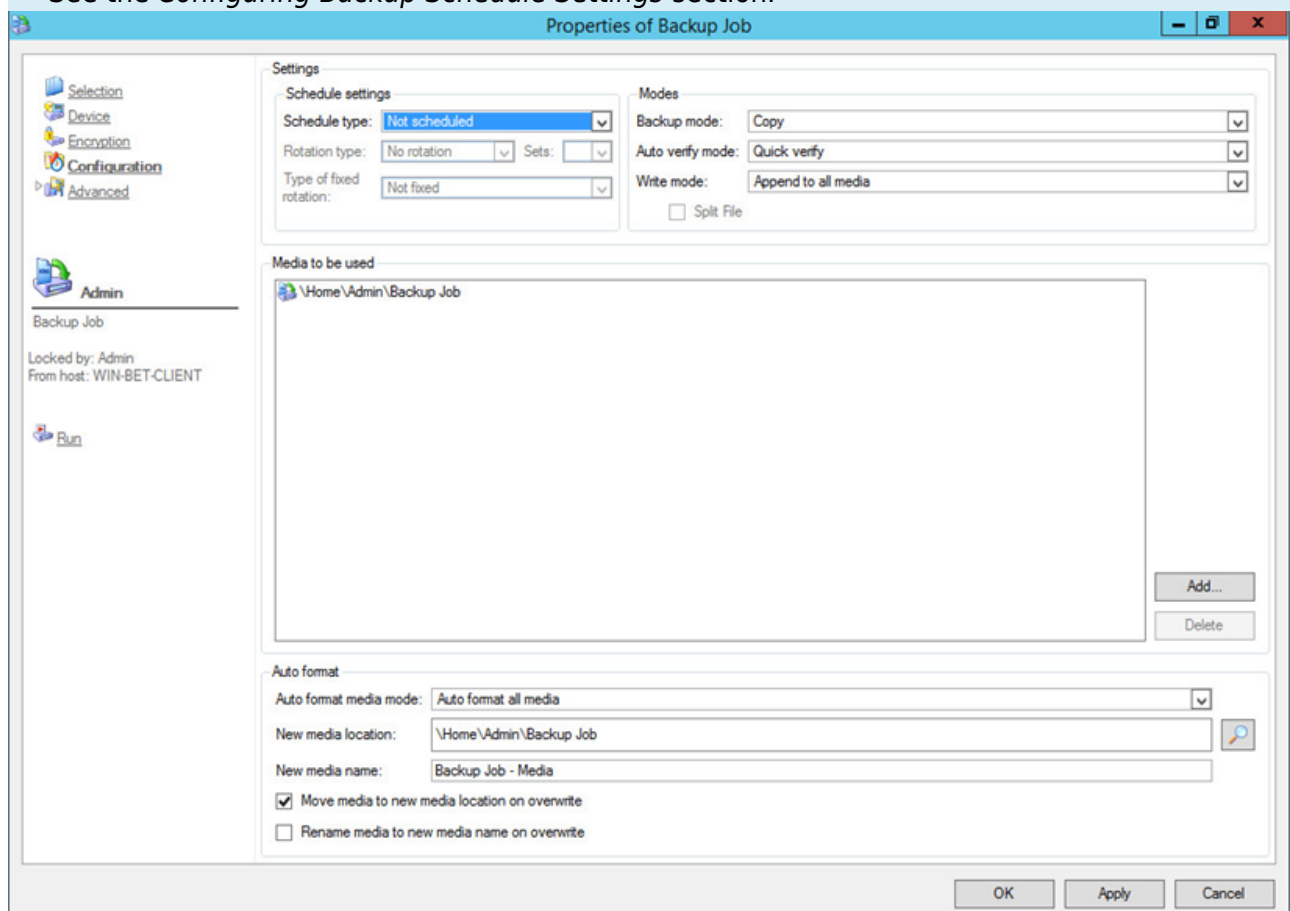 See the Configuring Backup Schedule Settings section.
Properties of Backup Job
Selection
Device
Encryption
Configuration
Advanced
Admin
Backup Job
Locked by: Admin
From host: WIN-BET-CLIENT
Run
Settings
Schedule settings
Schedule type: Not scheduled
Rotation type: No rotation Sets:
Type of fixed
rotation: Not fixed
Modes
Backup mode: Copy
Auto verify mode: Quick verify
Write mode: Append to all media
Split File
Media to be used
\Home\Admin\Backup Job
Add...
Delete
Auto format
Auto format media mode: Auto format all media
New media location: \Home\Admin\Backup Job
New media name: Backup Job - Media
Move media to new media location on overwrite
Rename media to new media name on overwrite
OK Apply Cancel